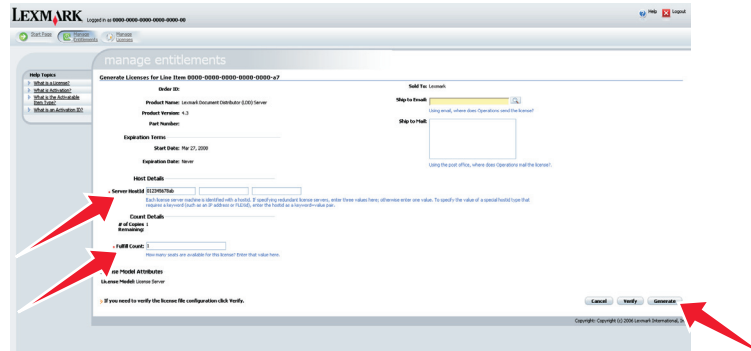 LEXMARK Logged in as 0000-0000-0000-0000-0000-00
Help Logout
Start Page Manage Entitlements Manage Licenses
manage entitlements
Help Topics
What is a License?
What is Activation?
What is the Activatable
Item Type?
What is an Activation ID?
Generate Licenses for Line Item 0000-0000-0000-0000-0000-a7
Order ID:
Product Name: Lexmark Document Distributor (LDD) Server
Product Version: 4.3
Part Number:
Expiration Terms
Start Date: Mar 27, 2008
Expiration Date: Never
Sold To: Lexmark
Ship to Email:
Using email, where does Operations send the license?
Ship to Mail:
Using the post office, where does Operations mail the license?.
Host Details
Server HostId 012345678ab
Each license server machine is identified with a hostid. If specifying redundant license servers, enter three values here; otherwise enter one value. To specify the value of a special hostid type that
requires a keyword (such as an IP address or FLEXid), enter the hostid as a keyword=value pair.
Count Details
# of Copies 1
Remaining:
Fulfill Count: 1
How many seats are available for this license? Enter that value here.
Model Attributes
License Model: License Server
If you need to verify the license file configuration click Verify.
Cancel Verify Generate
Copyright: Copyright (c) 2006 Lexmark International,